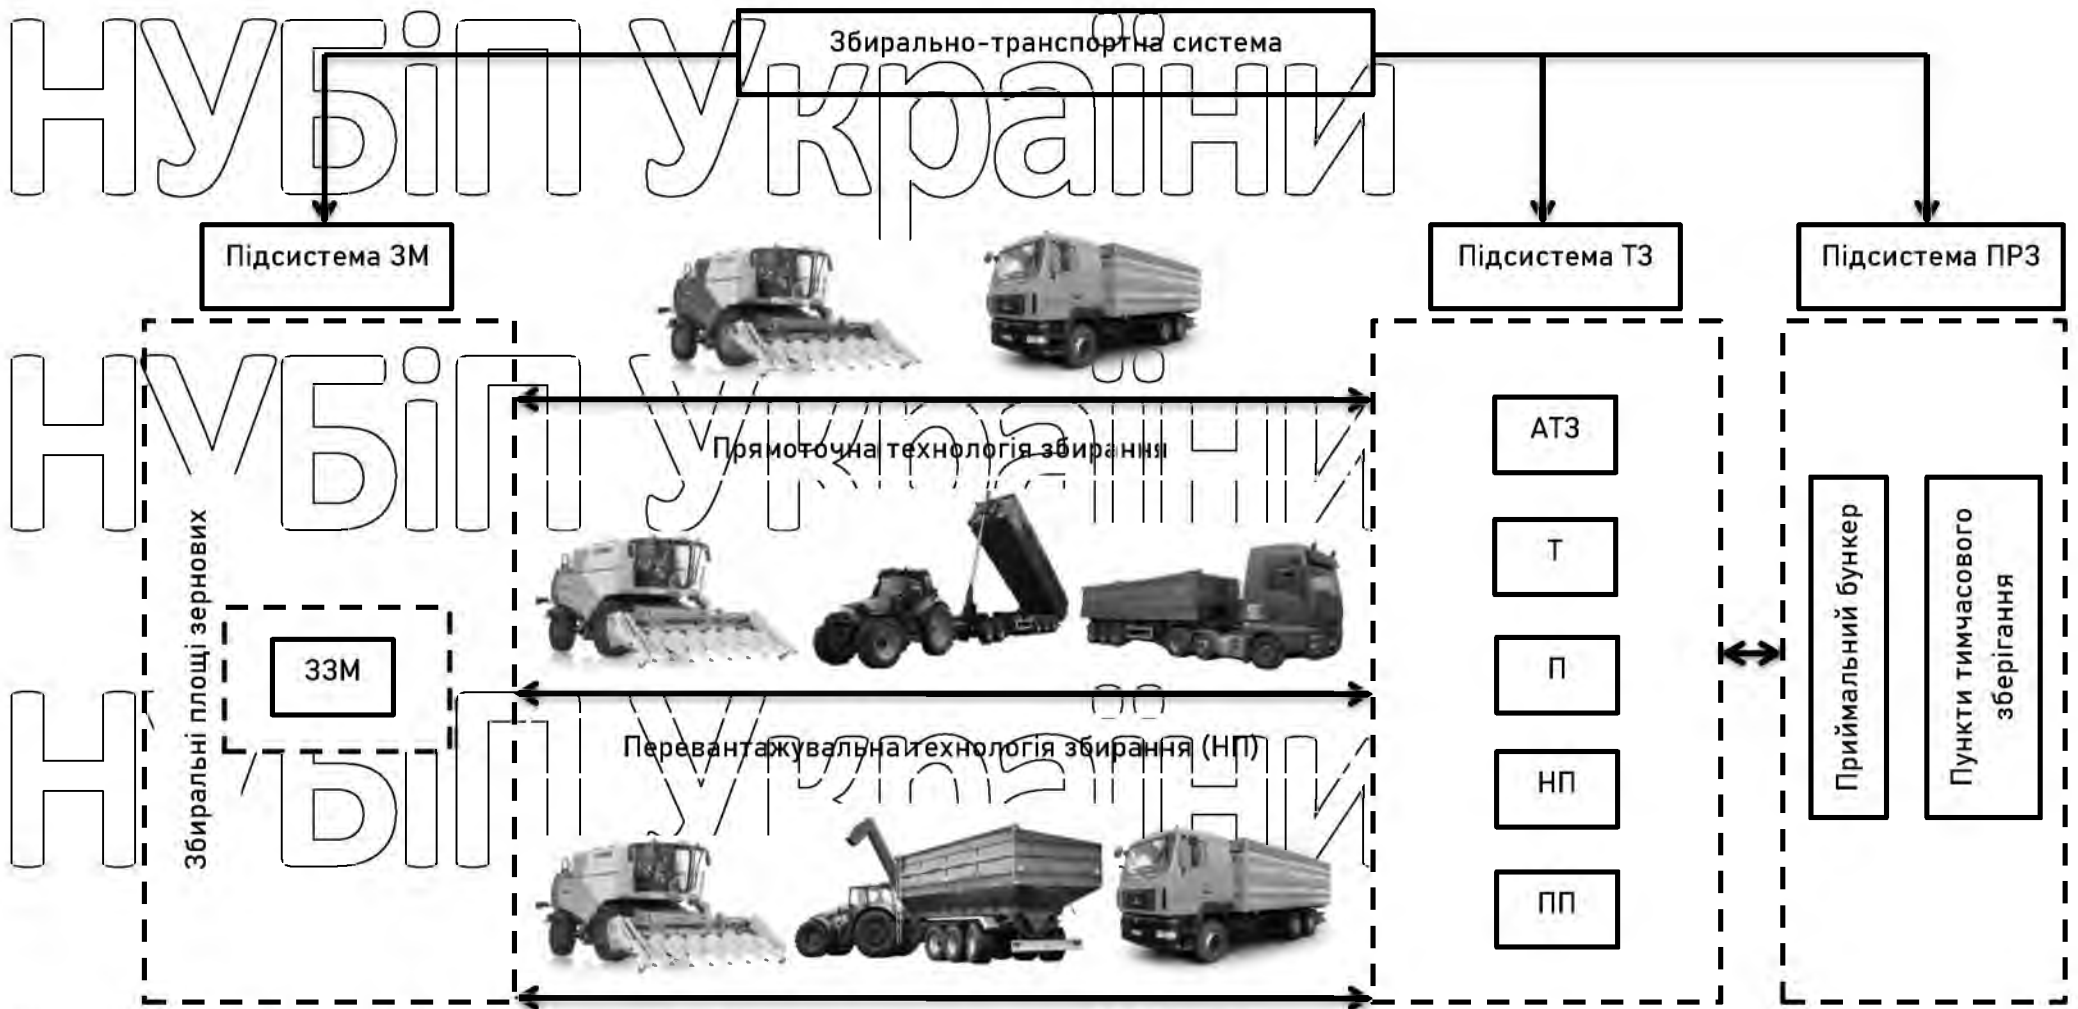 НУБіП України
Збирально-транспортна система
Підсистема ЗМ
Підсистема ТЗ
Підсистема ПРЗ
НУБіП України
Прямоточна технологія збирання
Збиральні площі зернових
ЗЗМ
АТЗ
Т
П
НП
ПП
Приймальний бункер
Пункти тимчасового
зберігання
НУБіП України
Перевантажувальна технологія збирання (НП)